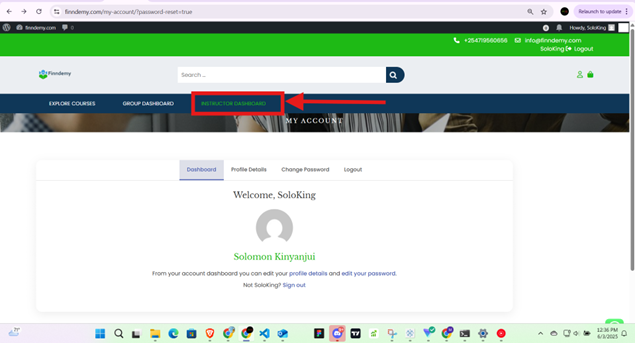 finndemy.com/my-account/?password-reset=true
Relaunch to update
finndemy.com
0
Howdy, SoloKing
+254719560656 info@finndemy.com
SoloKing Logout
Finndemy
Search ...
EXPLORE COURSES GROUP DASHBOARD INSTRUCTOR DASHBOARD
MY ACCOUNT
Dashboard Profile Details Change Password Logout
Welcome, SoloKing
Solomon Kinyanjui
From your account dashboard you can edit your profile details and edit your password.
Not SoloKing? Sign out
12:36 PM
6/3/2025